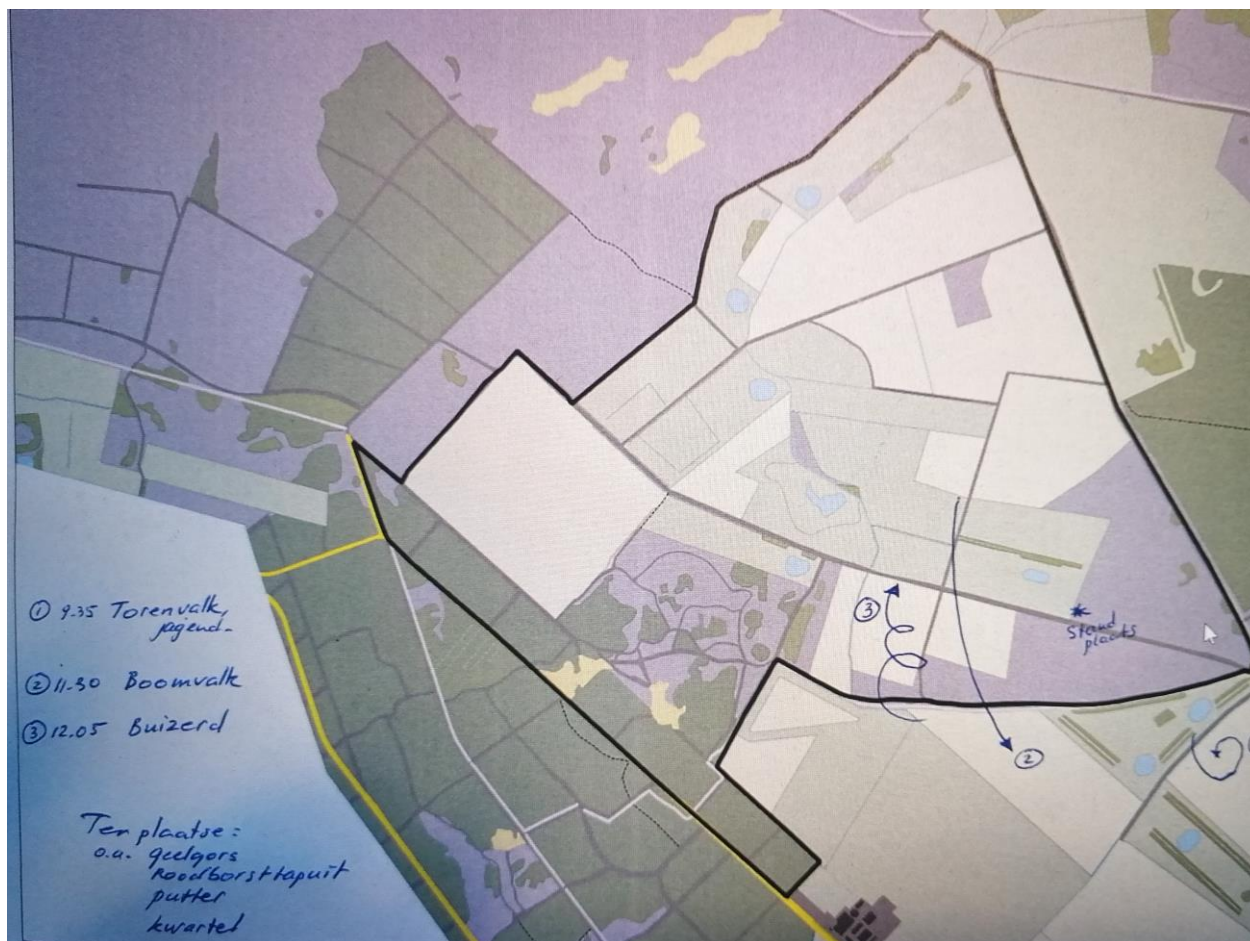 ① 9.35 Torenvalk,
jagend-
② 11.30 Boomvalk
③ 12.05 Buizerd
Ter plaatse:
o.a. geelgors
Roodborsttapuit
putter
kwartel
③
Stand
plaats
②